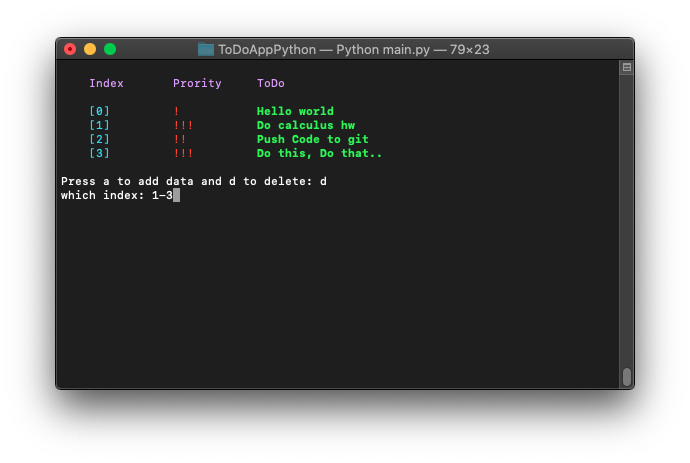 ToDoAppPython — Python main.py — 79×23
Index Prority ToDo
[0] ! Hello world
[1] !!! Do calculus hw
[2] !! Push Code to git
[3] !!! Do this, Do that..
Press a to add data and d to delete: d
which index: 1-3